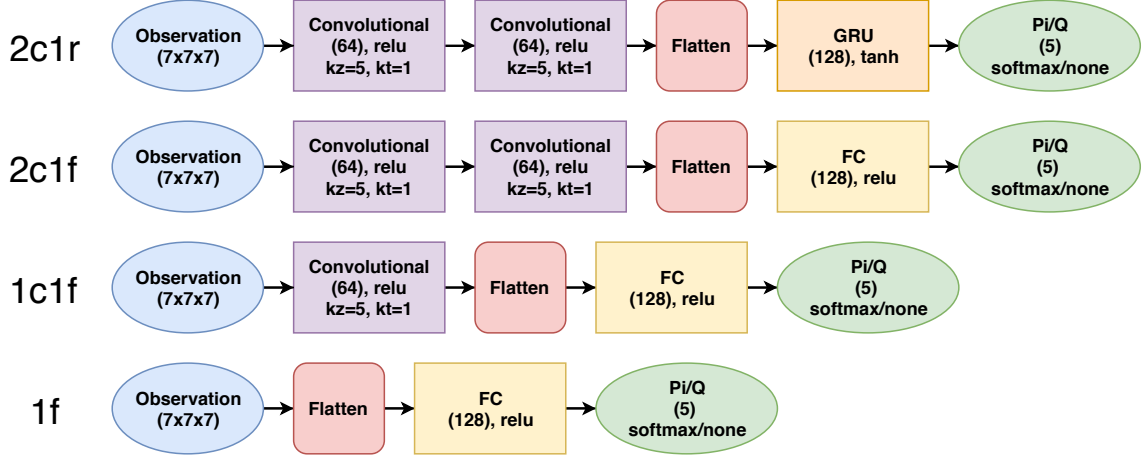 2c1r
Observation
(7x7x7)
Convolutional
(64), relu
kz=5, kt=1
Convolutional
(64), relu
kz=5, kt=1
Flatten
GRU
(128), tanh
Pi/Q
(5)
softmax/none
2c1f
Observation
(7x7x7)
Convolutional
(64), relu
kz=5, kt=1
Convolutional
(64), relu
kz=5, kt=1
Flatten
FC
(128), relu
Pi/Q
(5)
softmax/none
1c1f
Observation
(7x7x7)
Convolutional
(64), relu
kz=5, kt=1
Flatten
FC
(128), relu
Pi/Q
(5)
softmax/none
1f
Observation
(7x7x7)
Flatten
FC
(128), relu
Pi/Q
(5)
softmax/none